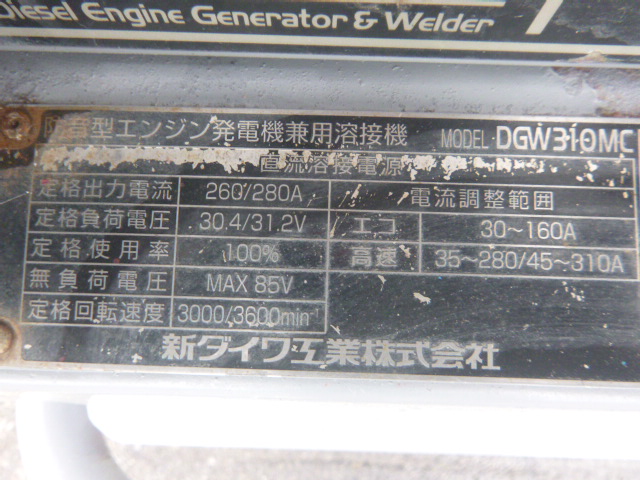 Diesel Engine Generator & Welder
防音型エンジン発電機兼用溶接機 MODEL DGW310MC
直流溶接電源
定格出力電流 260/280A 電流調整範囲
定格負荷電圧 30.4/31.2V エコ 30~160A
定格使用率 100% 高速 35~280/45~310A
無負荷電圧 MAX 85V
定格回転速度 3000/3600min⁻¹
新ダイワ工業株式会社